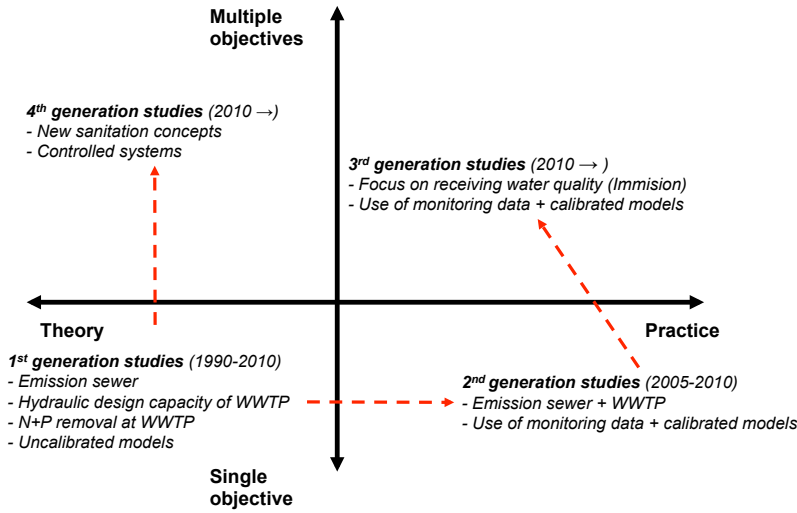 Multiple
objectives
4th generation studies (2010 →)
- New sanitation concepts
- Controlled systems
3rd generation studies (2010 → )
- Focus on receiving water quality (Immision)
- Use of monitoring data + calibrated models
Theory
Practice
1st generation studies (1990-2010)
- Emission sewer
- Hydraulic design capacity of WWTP
- N+P removal at WWTP
- Uncalibrated models
2nd generation studies (2005-2010)
- Emission sewer + WWTP
- Use of monitoring data + calibrated models
Single
objective